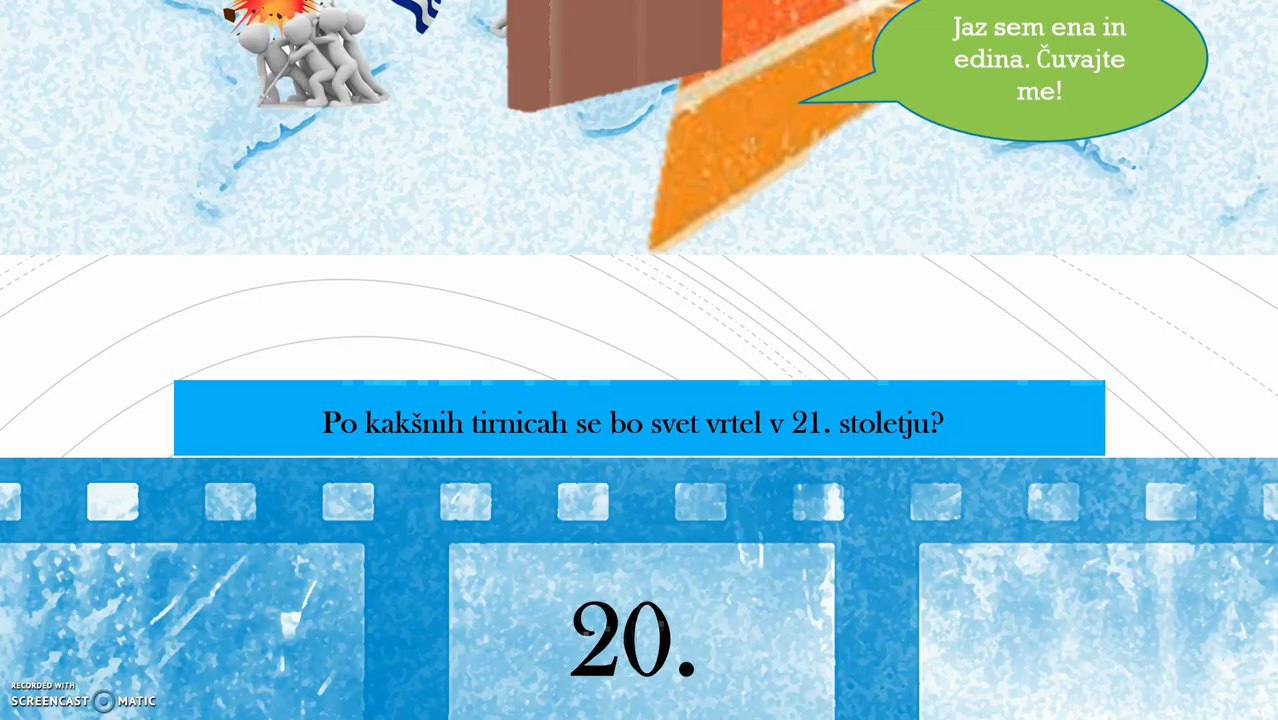 Jaz sem ena in
edina. Čuvajte
me!
Po kakšnih tirnicah se bo svet vrtel v 21. stoletju?
20.
RECORDED WITH
SCREENCAST MATIC